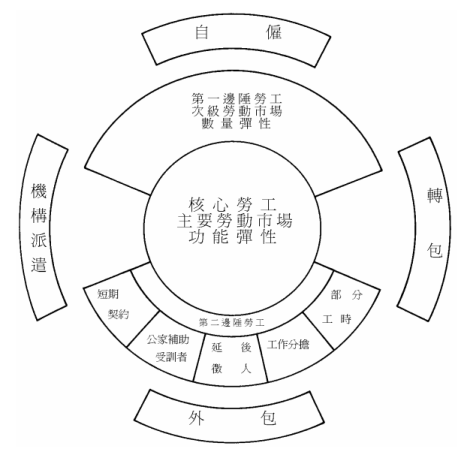 自僱
第一邊陲勞工
次級勞動市場
數量彈性
機構派遣
轉包
核心勞工
主要勞動市場
功能彈性
短期
契約
第二邊陲勞工
部分
工時
公家補助
受訓者
延後
徵人
工作分擔
外包